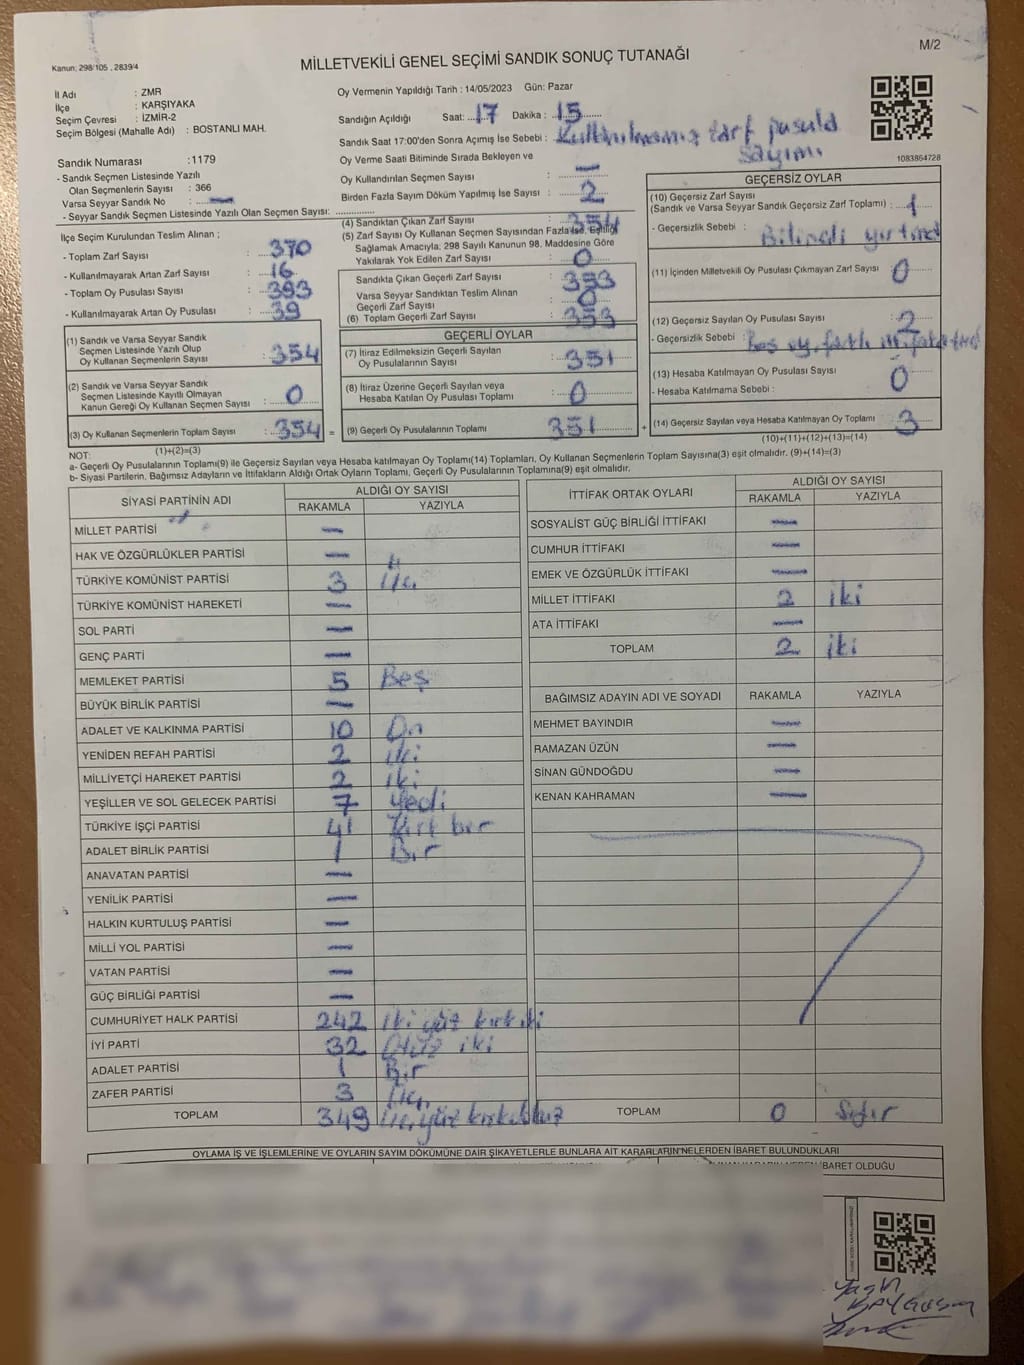 Kanun; 298/105 , 2839/4
MİLLETVEKİLİ GENEL SEÇİMİ SANDIK SONUÇ TUTANAĞI
M/2
İl Adı : ZMR
İlçe : KARŞIYAKA
Seçim Çevresi : İZMİR-2
Seçim Bölgesi (Mahalle Adı) : BOSTANLI MAH.
Oy Vermenin Yapıldığı Tarih : 14/05/2023 Gün: Pazar
Sandığın Açıldığı Saat: 17 Dakika : 15
Sandık Saat 17:00'den Sonra Açımış İse Sebebi : Kullanılmamış zarf pusula
sayımı
Oy Verme Saati Bitiminde Sırada Bekleyen ve
Oy Kullandırılan Seçmen Sayısı : —
Birden Fazla Sayım Döküm Yapılmış İse Sayısı : 2
1083864728
Sandık Numarası :1179
- Sandık Seçmen Listesinde Yazılı
Olan Seçmenlerin Sayısı : 366
Varsa Seyyar Sandık No : —
- Seyyar Sandık Seçmen Listesinde Yazılı Olan Seçmen Sayısı:
İlçe Seçim Kurulundan Teslim Alınan ;
- Toplam Zarf Sayısı : 370
- Kullanılmayarak Artan Zarf Sayısı : 16
- Toplam Oy Pusulası Sayısı : 393
- Kullanılmayarak Artan Oy Pusulası : 39
(1) Sandık ve Varsa Seyyar Sandık
Seçmen Listesinde Yazılı Olup
Oy Kullanan Seçmenlerin Sayısı : 354
(2) Sandık ve Varsa Seyyar Sandık
Seçmen Listesinde Kayıtlı Olmayan
Kanun Gereği Oy Kullanan Seçmen Sayısı : 0
(3) Oy Kullanan Seçmenlerin Toplam Sayısı : 354 =
(1)+(2)=(3)
(4) Sandıktan Çıkan Zarf Sayısı : 354
(5) Zarf Sayısı Oy Kullanan Seçmen Sayısından Fazla İse, Eşitliği
Sağlamak Amacıyla; 298 Sayılı Kanunun 98. Maddesine Göre
Yakılarak Yok Edilen Zarf Sayısı : 0
Sandıkta Çıkan Geçerli Zarf Sayısı : 353
Varsa Seyyar Sandıktan Teslim Alınan
Geçerli Zarf Sayısı : 0
(6) Toplam Geçerli Zarf Sayısı : 353
GEÇERLİ OYLAR
(7) İtiraz Edilmeksizin Geçerli Sayılan
Oy Pusulalarının Sayısı : 351
(8) İtiraz Üzerine Geçerli Sayılan veya
Hesaba Katılan Oy Pusulası Toplamı : 0
(9) Geçerli Oy Pusulalarının Toplamı : 351 +
GEÇERSİZ OYLAR
(10) Geçersiz Zarf Sayısı
(Sandık ve Varsa Seyyar Sandık Geçersiz Zarf Toplamı) : 1
- Geçersizlik Sebebi :
(11) İçinden Milletvekili Oy Pusulası Çıkmayan Zarf Sayısı : 0
(12) Geçersiz Sayılan Oy Pusulası Sayısı : 2
- Geçersizlik Sebebi :
(13) Hesaba Katılmayan Oy Pusulası Sayısı : 0
- Hesaba Katılmama Sebebi :
(14) Geçersiz Sayılan veya Hesaba Katılmayan Oy Toplamı : 3
(10)+(11)+(12)+(13)=(14)
NOT:
a- Geçerli Oy Pusulalarının Toplamı(9) ile Geçersiz Sayılan veya Hesaba katılmayan Oy Toplamı(14) Toplamları, Oy Kullanan Seçmenlerin Toplam Sayısına(3) eşit olmalıdır. (9)+(14)=(3)
b- Siyasi Partilerin, Bağımsız Adayların ve İttifakların Aldığı Ortak Oyların Toplamı, Geçerli Oy Pusulalarının Toplamına(9) eşit olmalıdır.
SİYASİ PARTİNİN ADI ALDIĞI OY SAYISI
RAKAMLA YAZIYLA
MİLLET PARTİSİ —
HAK VE ÖZGÜRLÜKLER PARTİSİ —
TÜRKİYE KOMÜNİST PARTİSİ 3 Üç
TÜRKİYE KOMÜNİST HAREKETİ —
SOL PARTİ —
GENÇ PARTİ —
MEMLEKET PARTİSİ 5 Beş
BÜYÜK BİRLİK PARTİSİ —
ADALET VE KALKINMA PARTİSİ 10 On
YENİDEN REFAH PARTİSİ 2 iki
MİLLİYETÇİ HAREKET PARTİSİ 2 iki
YEŞİLLER VE SOL GELECEK PARTİSİ 7 Yedi
TÜRKİYE İŞÇİ PARTİSİ 41 Kırk bir
ADALET BİRLİK PARTİSİ 1 Bir
ANAVATAN PARTİSİ —
YENİLİK PARTİSİ —
HALKIN KURTULUŞ PARTİSİ —
MİLLİ YOL PARTİSİ —
VATAN PARTİSİ —
GÜÇ BİRLİĞİ PARTİSİ —
CUMHURİYET HALK PARTİSİ 242 iki yüz kırk iki
İYİ PARTİ 32 Otuz iki
ADALET PARTİSİ 1 Bir
ZAFER PARTİSİ 3 Üç
TOPLAM 349 Üç yüz kırkdokuz
İTTİFAK ORTAK OYLARI ALDIĞI OY SAYISI
RAKAMLA YAZIYLA
SOSYALİST GÜÇ BİRLİĞİ İTTİFAKI —
CUMHUR İTTİFAKI —
EMEK VE ÖZGÜRLÜK İTTİFAKI —
MİLLET İTTİFAKI 2 iki
ATA İTTİFAKI —
TOPLAM 2 iki
BAĞIMSIZ ADAYIN ADI VE SOYADI RAKAMLA YAZIYLA
MEHMET BAYINDIR —
RAMAZAN ÜZÜN —
SİNAN GÜNDOĞDU —
KENAN KAHRAMAN —
TOPLAM 0 Sıfır
OYLAMA İŞ VE İŞLEMLERİNE VE OYLARIN SAYIM DÖKÜMÜNE DAİR ŞİKAYETLERLE BUNLARA AİT KARARLARIN NELERDEN İBARET BULUNDUKLARI
İBARET OLDUĞU